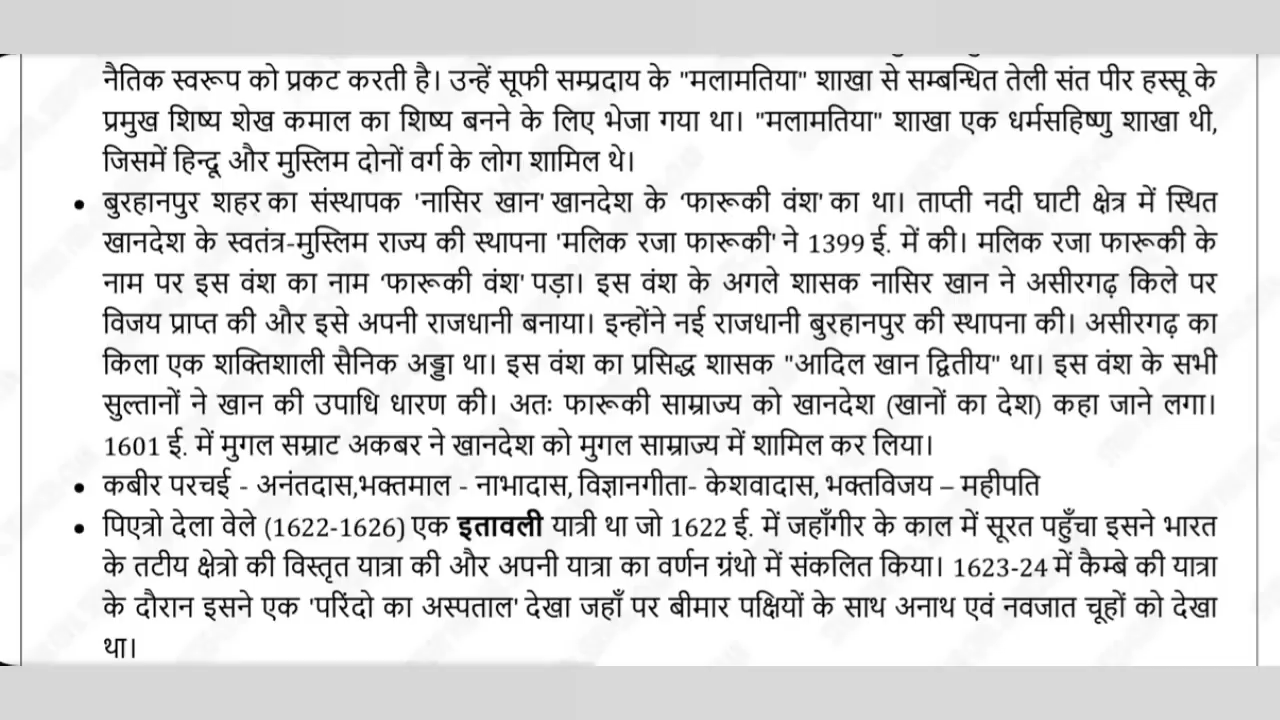 नैतिक स्वरूप को प्रकट करती है। उन्हें सूफी सम्प्रदाय के "मलामतिया" शाखा से सम्बन्धित तेली संत पीर हस्सू के
प्रमुख शिष्य शेख कमाल का शिष्य बनने के लिए भेजा गया था। "मलामतिया" शाखा एक धर्मसहिष्णु शाखा थी,
जिसमें हिन्दू और मुस्लिम दोनों वर्ग के लोग शामिल थे।
• बुरहानपुर शहर का संस्थापक 'नासिर खान' खानदेश के ‘फारूकी वंश' का था। ताप्ती नदी घाटी क्षेत्र में स्थित
खानदेश के स्वतंत्र-मुस्लिम राज्य की स्थापना 'मलिक रजा फारूकी' ने 1399 ई. में की। मलिक रजा फारूकी के
नाम पर इस वंश का नाम ‘फारूकी वंश' पड़ा। इस वंश के अगले शासक नासिर खान ने असीरगढ़ किले पर
विजय प्राप्त की और इसे अपनी राजधानी बनाया। इन्होंने नई राजधानी बुरहानपुर की स्थापना की। असीरगढ़ का
किला एक शक्तिशाली सैनिक अड्डा था। इस वंश का प्रसिद्ध शासक "आदिल खान द्वितीय" था। इस वंश के सभी
सुल्तानों ने खान की उपाधि धारण की। अतः फारूकी साम्राज्य को खानदेश (खानों का देश) कहा जाने लगा।
1601 ई. में मुगल सम्राट अकबर ने खानदेश को मुगल साम्राज्य में शामिल कर लिया।
• कबीर परचई - अनंतदास,भक्तमाल - नाभादास, विज्ञानगीता- केशवादास, भक्तविजय – महीपति
• पिएत्रो देला वेले (1622-1626) एक इतावली यात्री था जो 1622 ई. में जहाँगीर के काल में सूरत पहुँचा इसने भारत
के तटीय क्षेत्रो की विस्तृत यात्रा की और अपनी यात्रा का वर्णन ग्रंथो में संकलित किया। 1623-24 में कैम्बे की यात्रा
के दौरान इसने एक 'परिंदो का अस्पताल' देखा जहाँ पर बीमार पक्षियों के साथ अनाथ एवं नवजात चूहों को देखा
था।